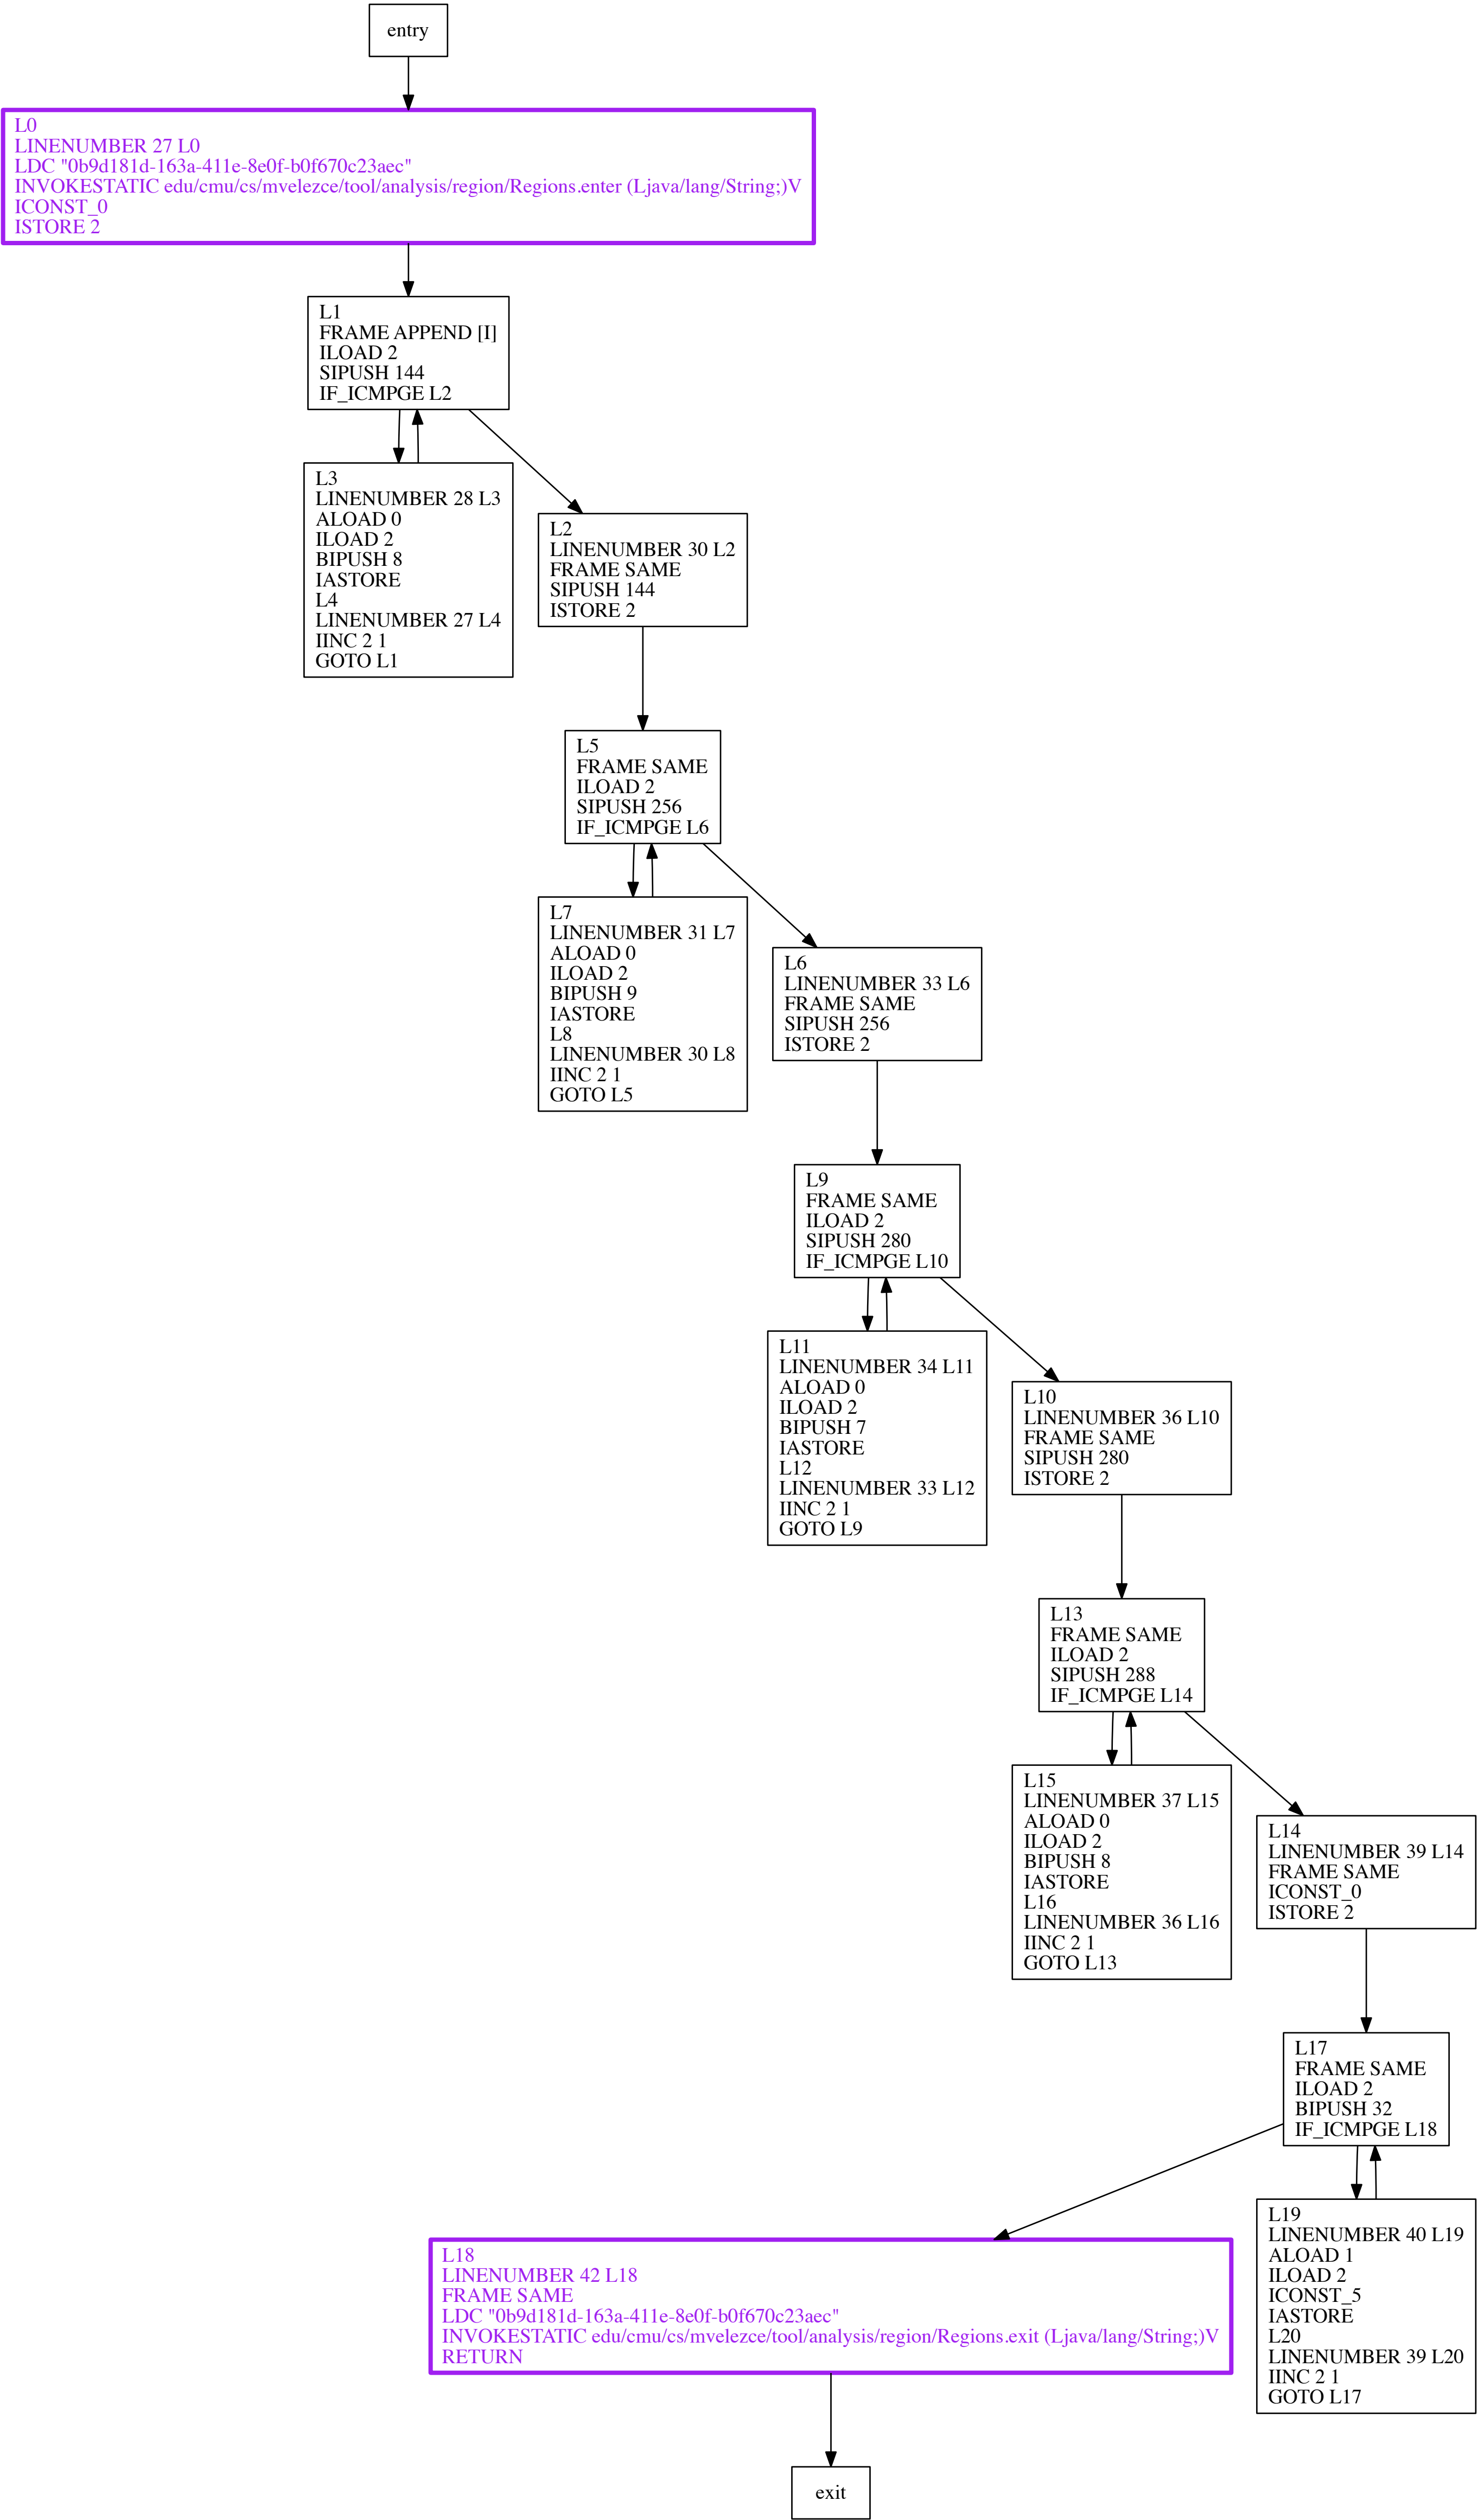 entry
L0
LINENUMBER 27 L0
LDC "0b9d181d-163a-411e-8e0f-b0f670c23aec"
INVOKESTATIC edu/cmu/cs/mvelezce/tool/analysis/region/Regions.enter (Ljava/lang/String;)V
ICONST_0
ISTORE 2
L1
FRAME APPEND [I]
ILOAD 2
SIPUSH 144
IF_ICMPGE L2
L3
LINENUMBER 28 L3
ALOAD 0
ILOAD 2
BIPUSH 8
IASTORE
L4
LINENUMBER 27 L4
IINC 2 1
GOTO L1
L2
LINENUMBER 30 L2
FRAME SAME
SIPUSH 144
ISTORE 2
L5
FRAME SAME
ILOAD 2
SIPUSH 256
IF_ICMPGE L6
L7
LINENUMBER 31 L7
ALOAD 0
ILOAD 2
BIPUSH 9
IASTORE
L8
LINENUMBER 30 L8
IINC 2 1
GOTO L5
L6
LINENUMBER 33 L6
FRAME SAME
SIPUSH 256
ISTORE 2
L9
FRAME SAME
ILOAD 2
SIPUSH 280
IF_ICMPGE L10
L11
LINENUMBER 34 L11
ALOAD 0
ILOAD 2
BIPUSH 7
IASTORE
L12
LINENUMBER 33 L12
IINC 2 1
GOTO L9
L10
LINENUMBER 36 L10
FRAME SAME
SIPUSH 280
ISTORE 2
L13
FRAME SAME
ILOAD 2
SIPUSH 288
IF_ICMPGE L14
L15
LINENUMBER 37 L15
ALOAD 0
ILOAD 2
BIPUSH 8
IASTORE
L16
LINENUMBER 36 L16
IINC 2 1
GOTO L13
L14
LINENUMBER 39 L14
FRAME SAME
ICONST_0
ISTORE 2
L17
FRAME SAME
ILOAD 2
BIPUSH 32
IF_ICMPGE L18
L19
LINENUMBER 40 L19
ALOAD 1
ILOAD 2
ICONST_5
IASTORE
L20
LINENUMBER 39 L20
IINC 2 1
GOTO L17
L18
LINENUMBER 42 L18
FRAME SAME
LDC "0b9d181d-163a-411e-8e0f-b0f670c23aec"
INVOKESTATIC edu/cmu/cs/mvelezce/tool/analysis/region/Regions.exit (Ljava/lang/String;)V
RETURN
exit